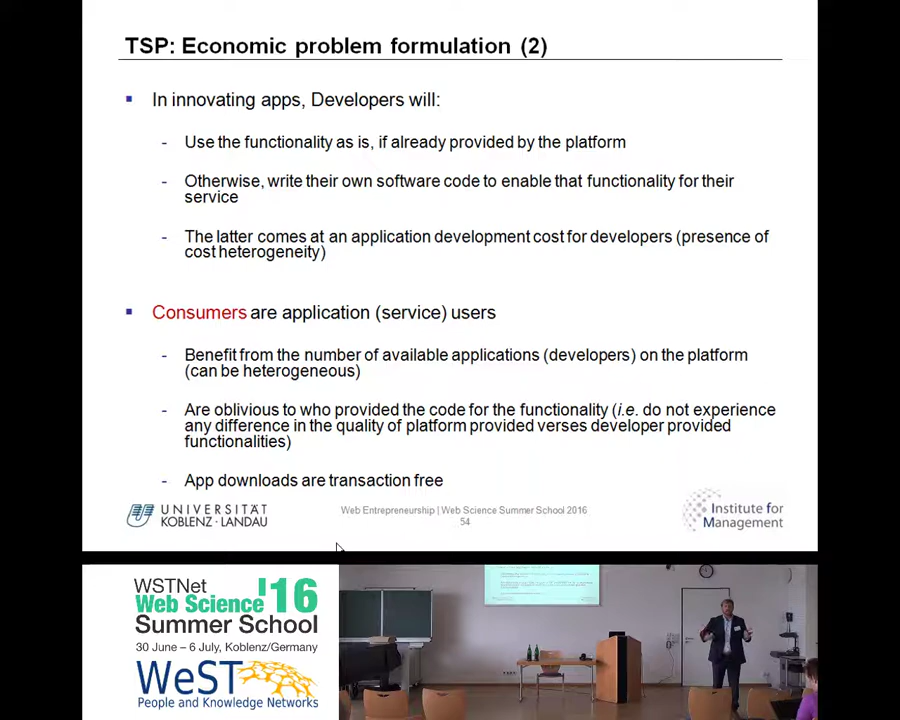 TSP: Economic problem formulation (2)
In innovating apps, Developers will:
- Use the functionality as is, if already provided by the platform
- Otherwise, write their own software code to enable that functionality for their
service
- The latter comes at an application development cost for developers (presence of
cost heterogeneity)
Consumers are application (service) users
- Benefit from the number of available applications (developers) on the platform
(can be heterogeneous)
- Are oblivious to who provided the code for the functionality (i.e. do not experience
any difference in the quality of platform provided verses developer provided
functionalities)
- App downloads are transaction free
UNIVERSITÄT
KOBLENZ · LANDAU
Web Entrepreneurship | Web Science Summer School 2016
54
Institute for
Management
WSTNet
Web Science '16
Summer School
30 June – 6 July, Koblenz/Germany
WeST
People and Knowledge Networks